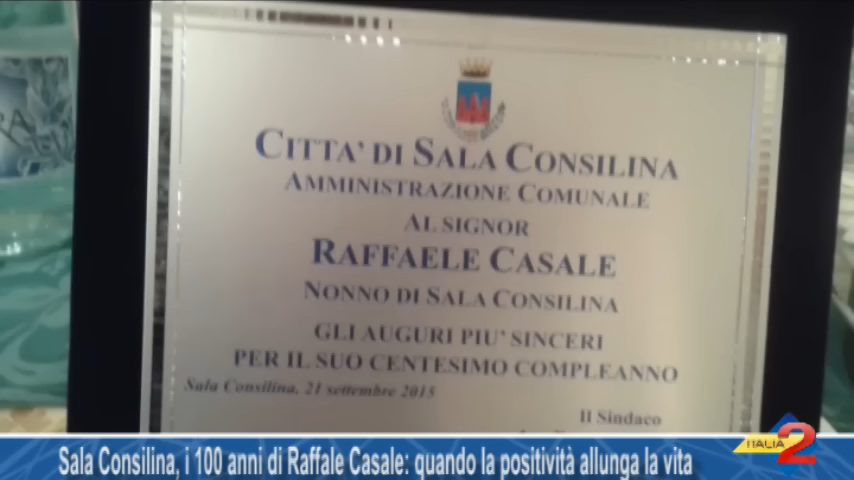 CITTA' DI SALA CONSILINA
AMMINISTRAZIONE COMUNALE
AL SIGNOR
RAFFAELE CASALE
NONNO DI SALA CONSILINA
GLI AUGURI PIU' SINCERI
PER IL SUO CENTESIMO COMPLEANNO
Sala Consilina, 21 settembre 2015
Il Sindaco
Sala Consilina, i 100 anni di Raffale Casale: quando la positività allunga la vita
ITALIA 2